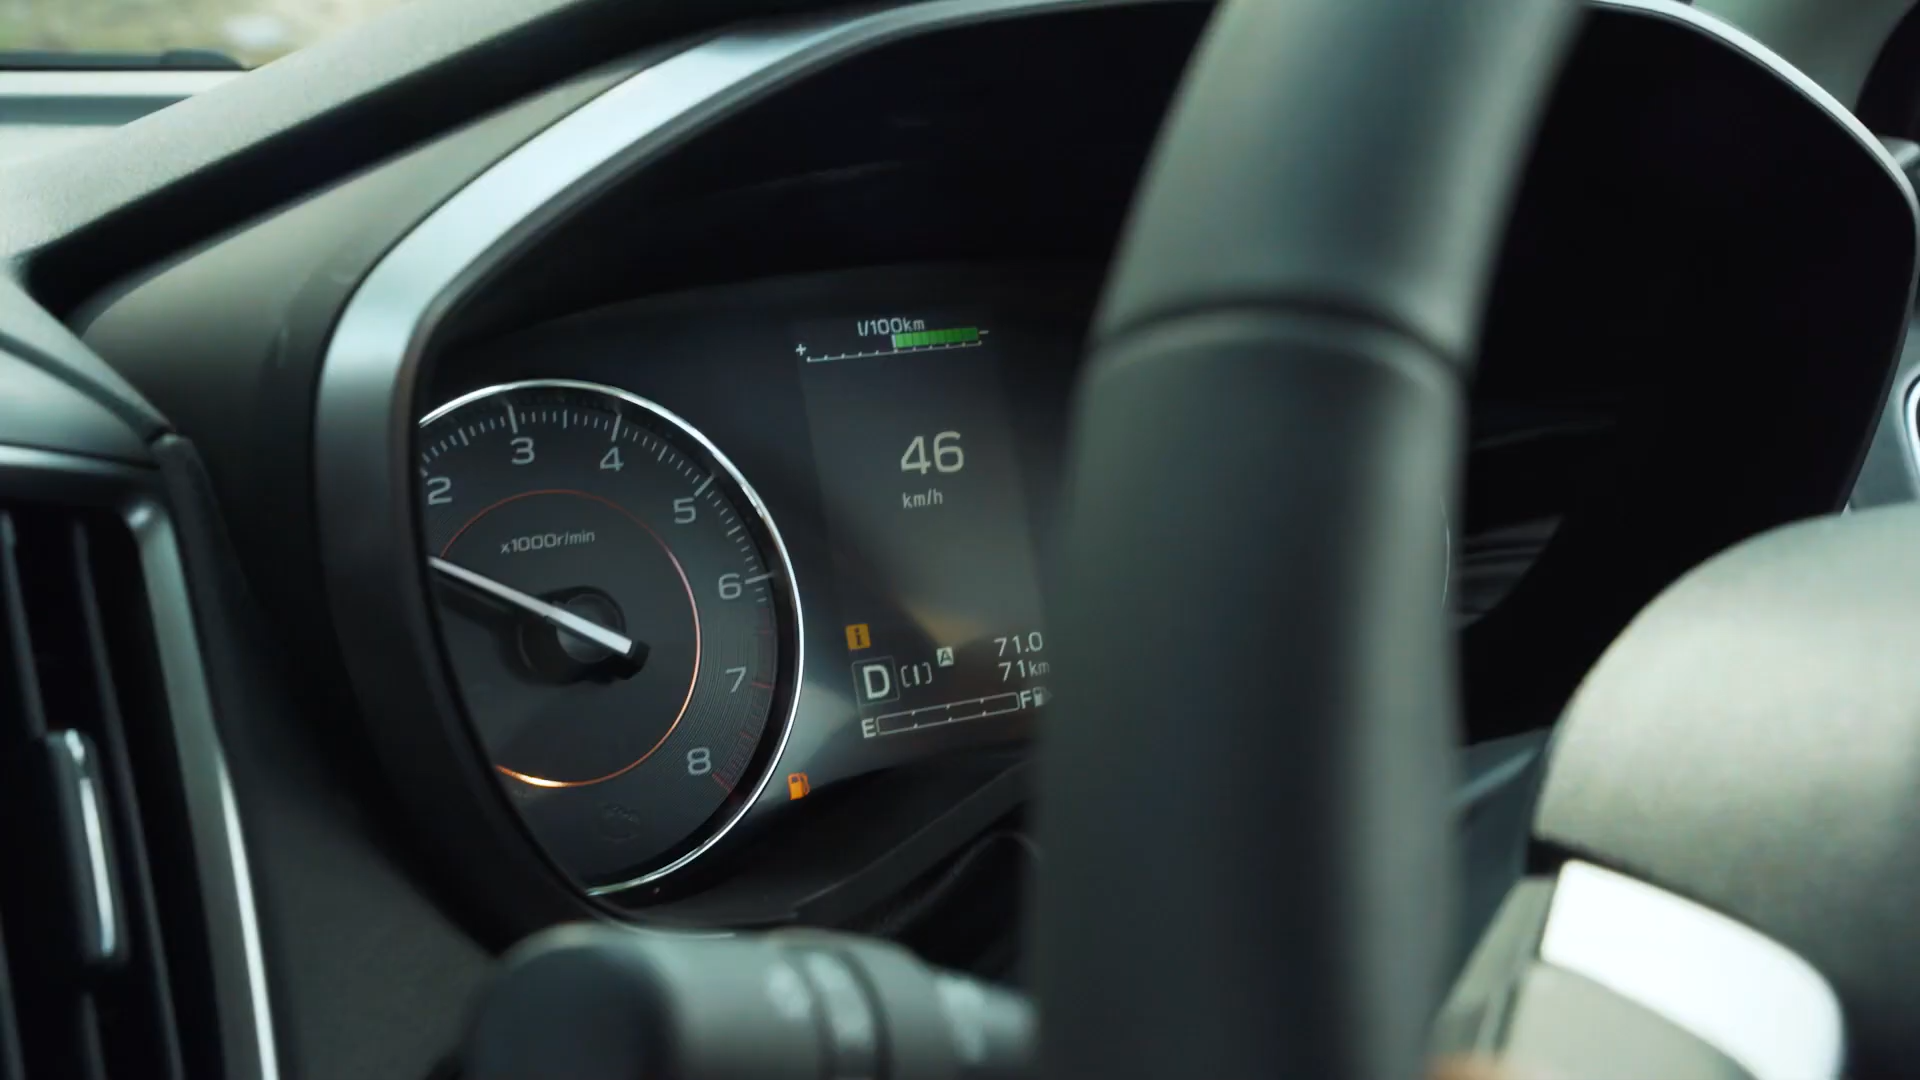 l/100km
+ -
46
km/h
2 3 4 5 6 7 8
x1000r/min
i
D [I] A
71.0
71km
E F